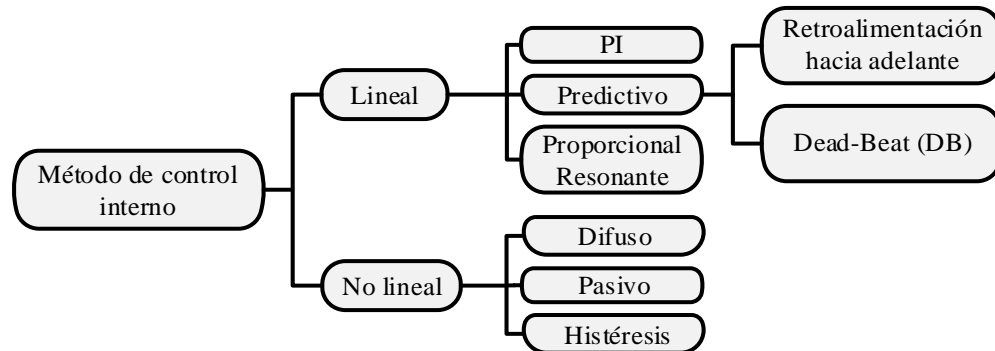 Método de control
interno
Lineal
PI
Predictivo
Retroalimentación
hacia adelante
Dead-Beat (DB)
Proporcional
Resonante
No lineal
Difuso
Pasivo
Histéresis